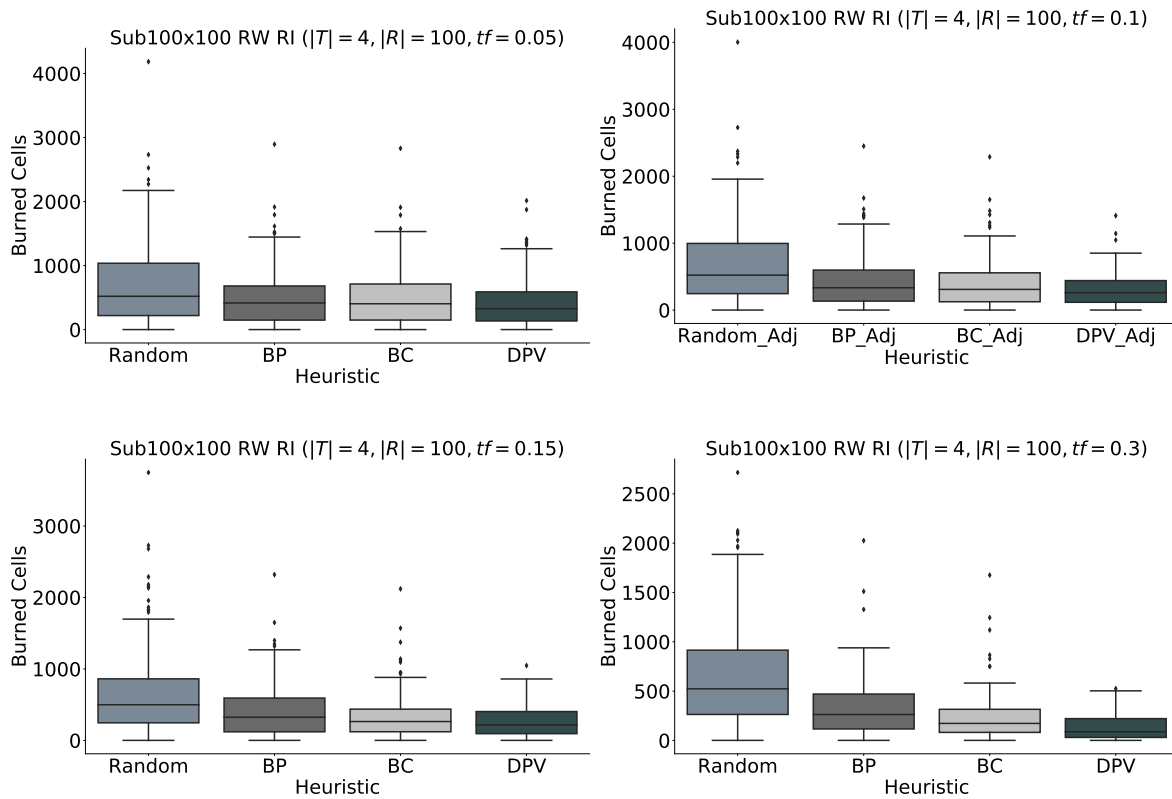 Sub100x100 RW RI (|T| = 4, |R| = 100, tf = 0.05)
Burned Cells
4000
3000
2000
1000
0
Random BP BC DPV
Heuristic
Sub100x100 RW RI (|T| = 4, |R| = 100, tf = 0.1)
Burned Cells
4000
3000
2000
1000
0
Random_Adj BP_Adj BC_Adj DPV_Adj
Heuristic
Sub100x100 RW RI (|T| = 4, |R| = 100, tf = 0.15)
Burned Cells
3000
2000
1000
0
Random BP BC DPV
Heuristic
Sub100x100 RW RI (|T| = 4, |R| = 100, tf = 0.3)
Burned Cells
2500
2000
1500
1000
500
0
Random BP BC DPV
Heuristic